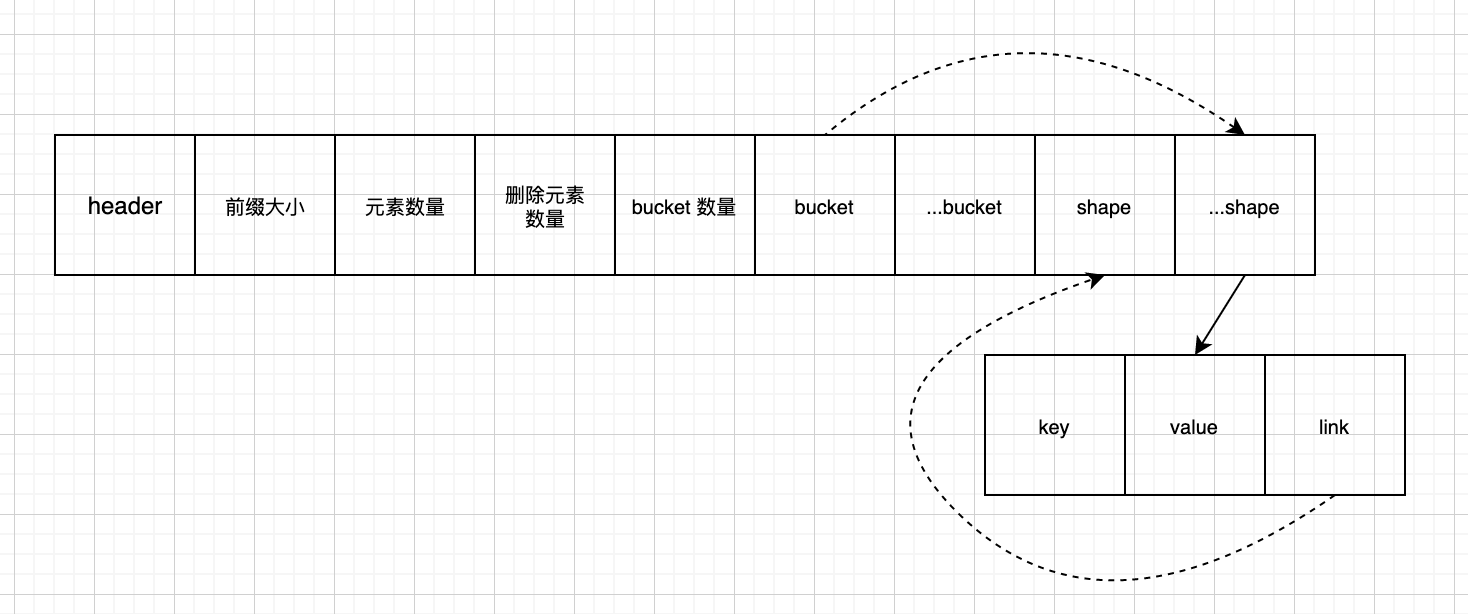 header
前缀大小
元素数量
删除元素
数量
bucket 数量
bucket
...bucket
shape
...shape
key
value
link